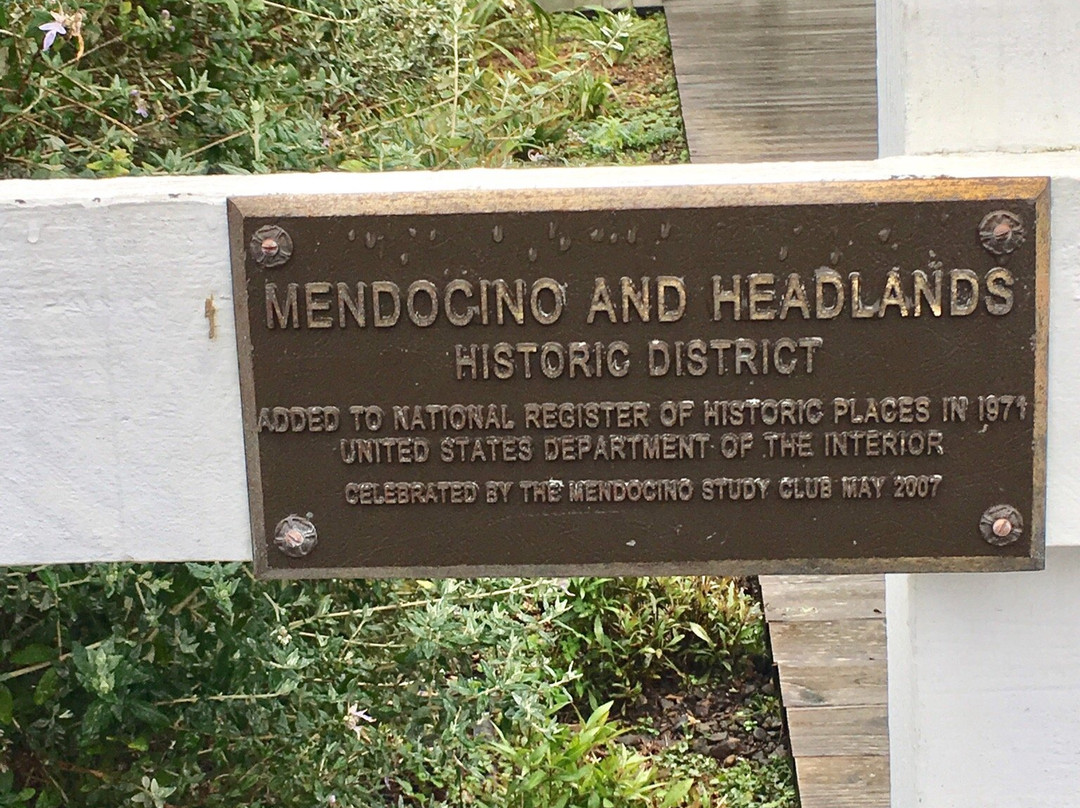 MENDOCINO AND HEADLANDS
HISTORIC DISTRICT
ADDED TO NATIONAL REGISTER OF HISTORIC PLACES IN 1971
UNITED STATES DEPARTMENT OF THE INTERIOR
CELEBRATED BY THE MENDOCINO STUDY CLUB MAY 2007